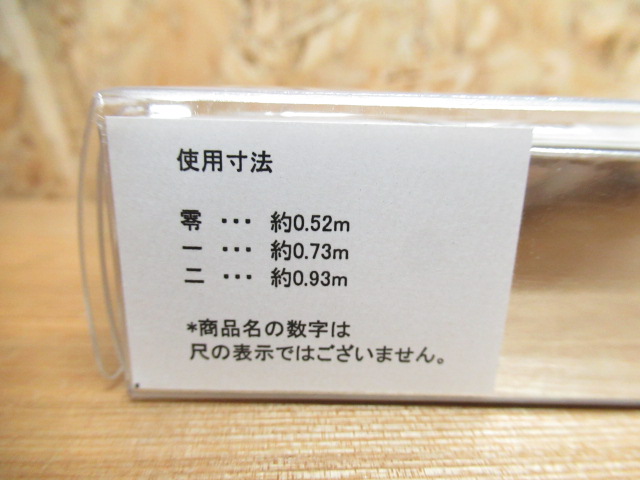 使用寸法
零 ･･･ 約0.52m
一 ･･･ 約0.73m
二 ･･･ 約0.93m
*商品名の数字は
尺の表示ではございません。